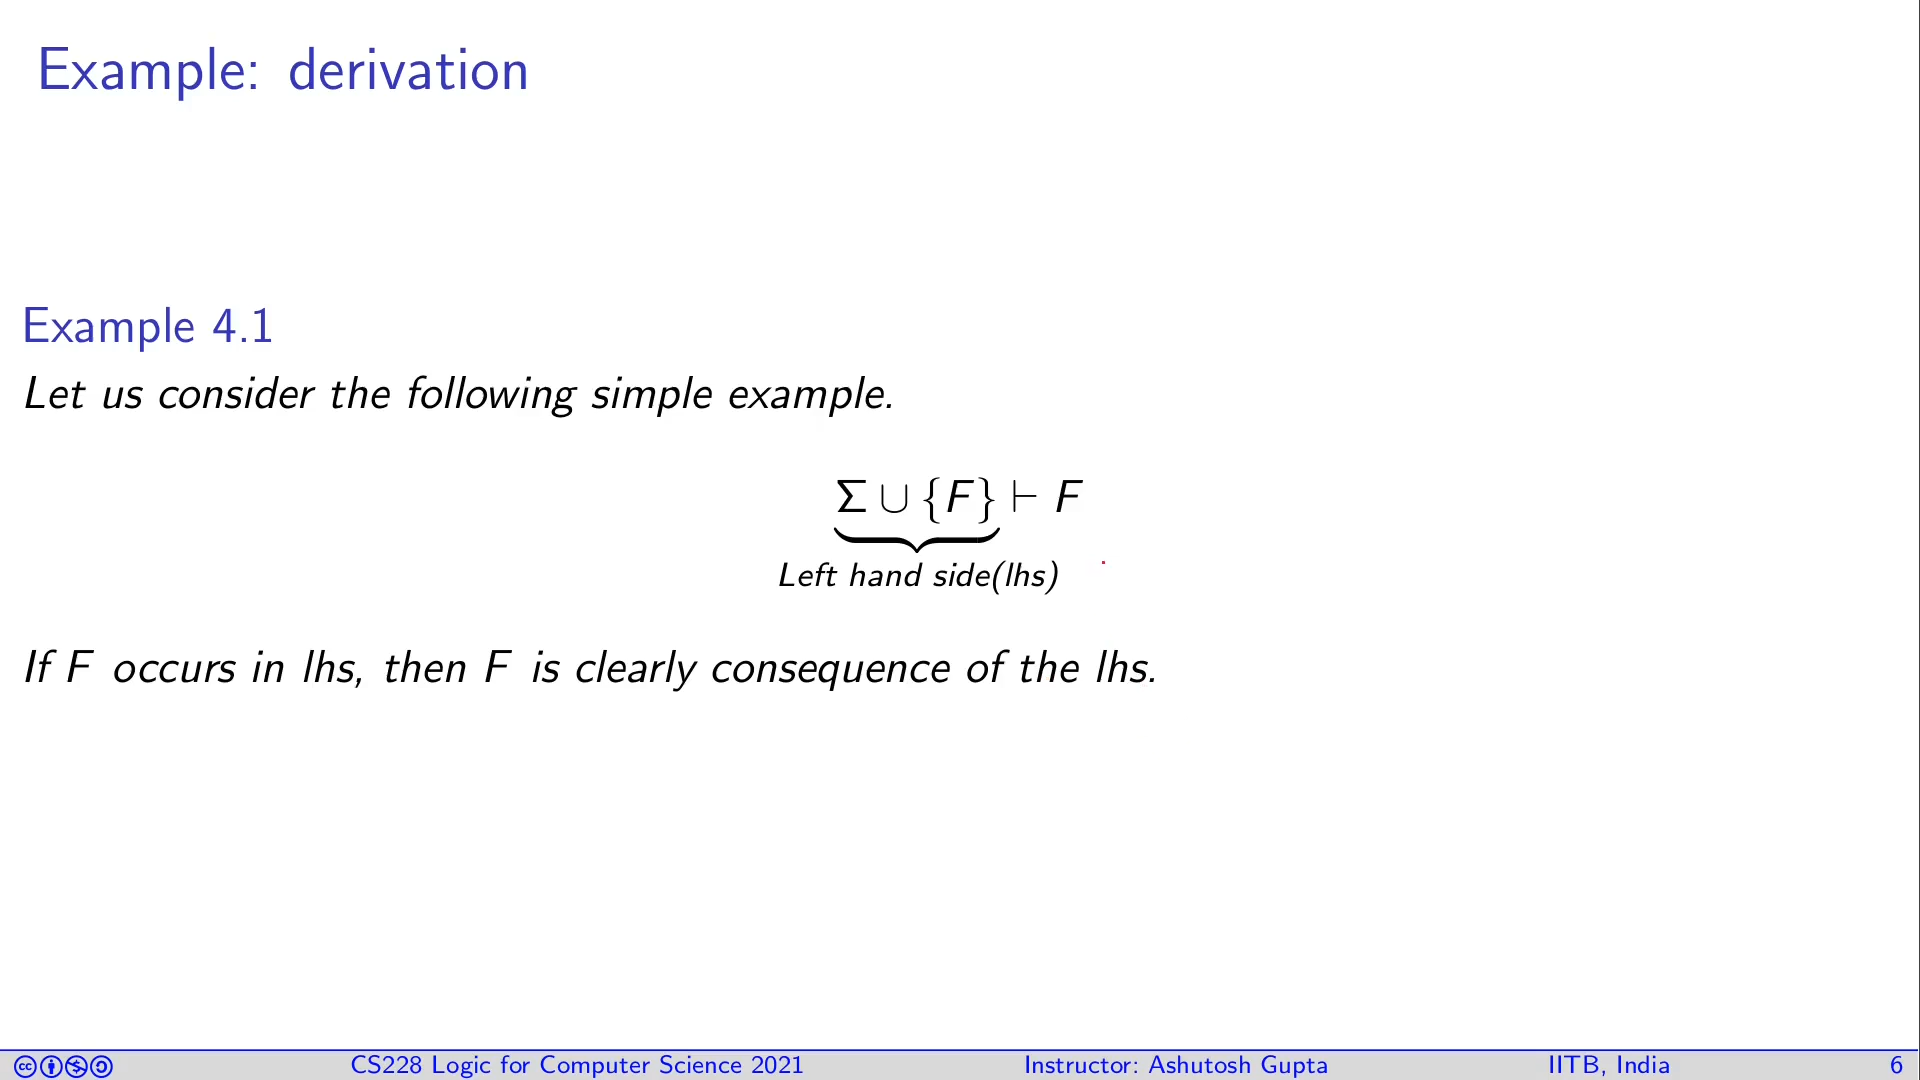 Example: derivation
Example 4.1
Let us consider the following simple example.
Σ ∪ {F} ⊢ F
Left hand side(lhs)
If F occurs in lhs, then F is clearly consequence of the lhs.
CS228 Logic for Computer Science 2021 Instructor: Ashutosh Gupta IITB, India 6